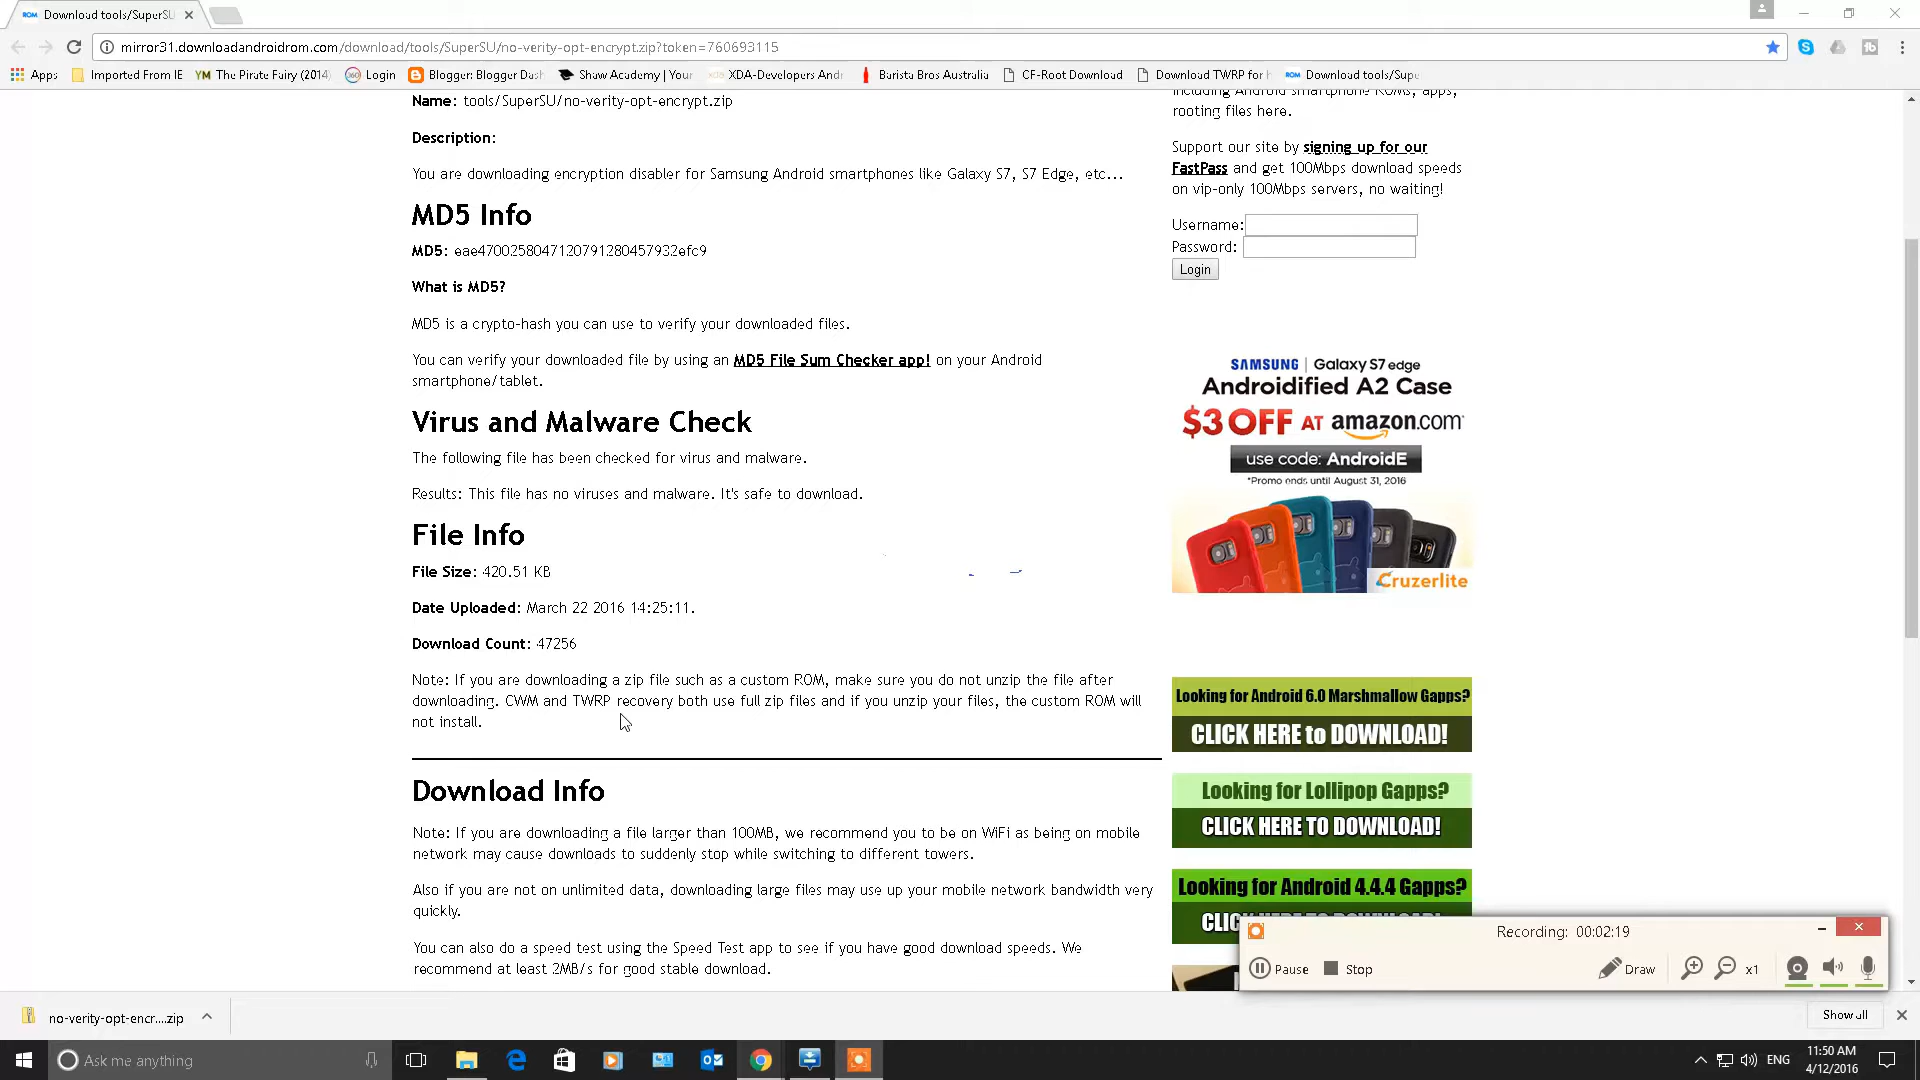 Download tools/SuperSU
mirror31.downloadandroidrom.com/download/tools/SuperSU/no-verity-opt-encrypt.zip?token=760693115
Apps Imported From IE YM The Pirate Fairy (2014) Login Blogger: Blogger Das Shaw Academy | Your XDA-Developers And Barista Bros Australia CF-Root Download Download TWRP for ROM Download tools/Supe
Name: tools/SuperSU/no-verity-opt-encrypt.zip
Description:
You are downloading encryption disabler for Samsung Android smartphones like Galaxy S7, S7 Edge, etc...
MD5 Info
MD5: eae47002580471207912804579​32efc9
What is MD5?
MD5 is a crypto-hash you can use to verify your downloaded files.
You can verify your downloaded file by using an MD5 File Sum Checker app! on your Android
smartphone/tablet.
Virus and Malware Check
The following file has been checked for virus and malware.
Results: This file has no viruses and malware. It's safe to download.
File Info
File Size: 420.51 KB
Date Uploaded: March 22 2016 14:25:11.
Download Count: 47256
Note: If you are downloading a zip file such as a custom ROM, make sure you do not unzip the file after
downloading. CWM and TWRP recovery both use full zip files and if you unzip your files, the custom ROM will
not install.
Download Info
Note: If you are downloading a file larger than 100MB, we recommend you to be on WiFi as being on mobile
network may cause downloads to suddenly stop while switching to different towers.
Also if you are not on unlimited data, downloading large files may use up your mobile network bandwidth very
quickly.
You can also do a speed test using the Speed Test app to see if you have good download speeds. We
recommend at least 2MB/s for good stable download.
including Android smartphone ROMs, apps,
rooting files here.
Support our site by signing up for our
FastPass and get 100Mbps download speeds
on vip-only 100Mbps servers, no waiting!
Username:
Password:
Login
SAMSUNG | Galaxy S7 edge
Androidified A2 Case
$3 OFF AT amazon.com
use code: AndroidE
*Promo ends until August 31, 2016
Cruzerlite
Looking for Android 6.0 Marshmallow Gapps?
CLICK HERE to DOWNLOAD!
Looking for Lollipop Gapps?
CLICK HERE TO DOWNLOAD!
Looking for Android 4.4.4 Gapps?
CLICK HERE TO DOWNLOAD!
Recording: 00:02:19
Pause Stop Draw x1
no-verity-opt-encr....zip
Show all
Ask me anything
ENG
11:50 AM
4/12/2016